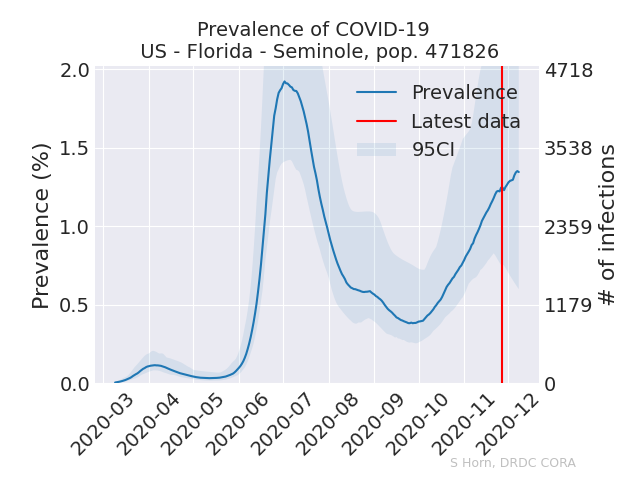 Prevalence of COVID-19
US - Florida - Seminole, pop. 471826
Prevalence (%)
2.0
1.5
1.0
0.5
0.0
Prevalence
Latest data
95CI
4718
3538
2359
1179
0
# of infections
2020-03
2020-04
2020-05
2020-06
2020-07
2020-08
2020-09
2020-10
2020-11
2020-12
S Horn, DRDC CORA